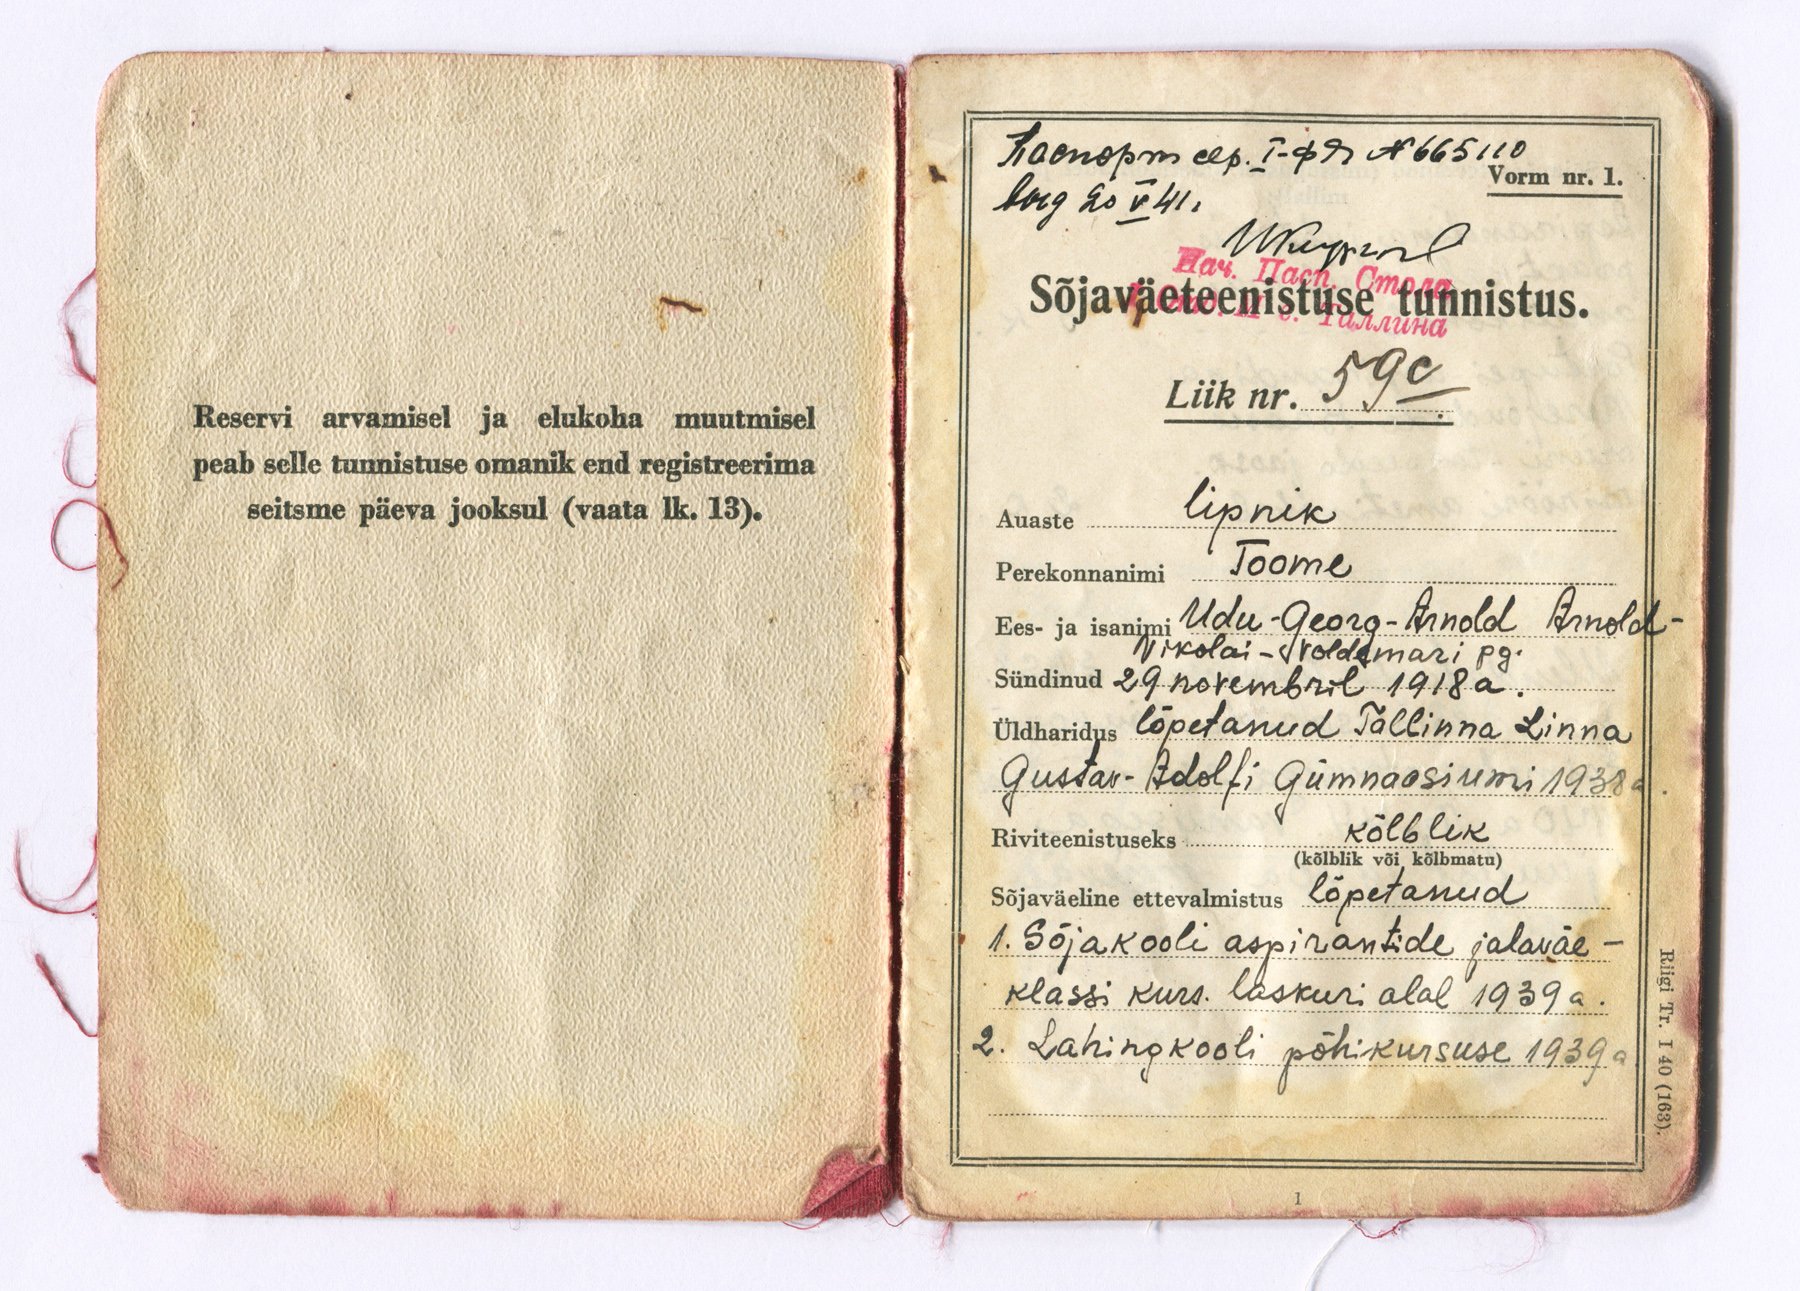 Reservi arvamisel ja elukoha muutmisel
peab selle tunnistuse omanik end registreerima
seitsme päeva jooksul (vaata lk. 13).
Паспорт сер. I-ФЯ № 665110
Vorm nr. 1.
выд 20 V 41г
Нач. Пасп. Стола
Sõjaväeteenistuse tunnistus.
Таллина
Liik nr. 59c
Auaste lipnik
Perekonnanimi Toome
Ees- ja isanimi Udu-Georg-Arnold Arnold-
Nikolai-Voldemari pg.
Sündinud 29 novembril 1918 a.
Üldharidus lõpetanud Tallinna Linna
Gustav-Adolfi Gümnaasiumi 1938 a.
Riviteenistuseks kõlblik
(kõlblik või kõlbmatu)
Sõjaväeline ettevalmistus lõpetanud
1. Sõjakooli aspirantide jalaväe-
klassi kurs. laskuri alal 1939 a.
2. Lahingkooli põhikursuse 1939 a
Riigi Tr. I 40 (163).
1